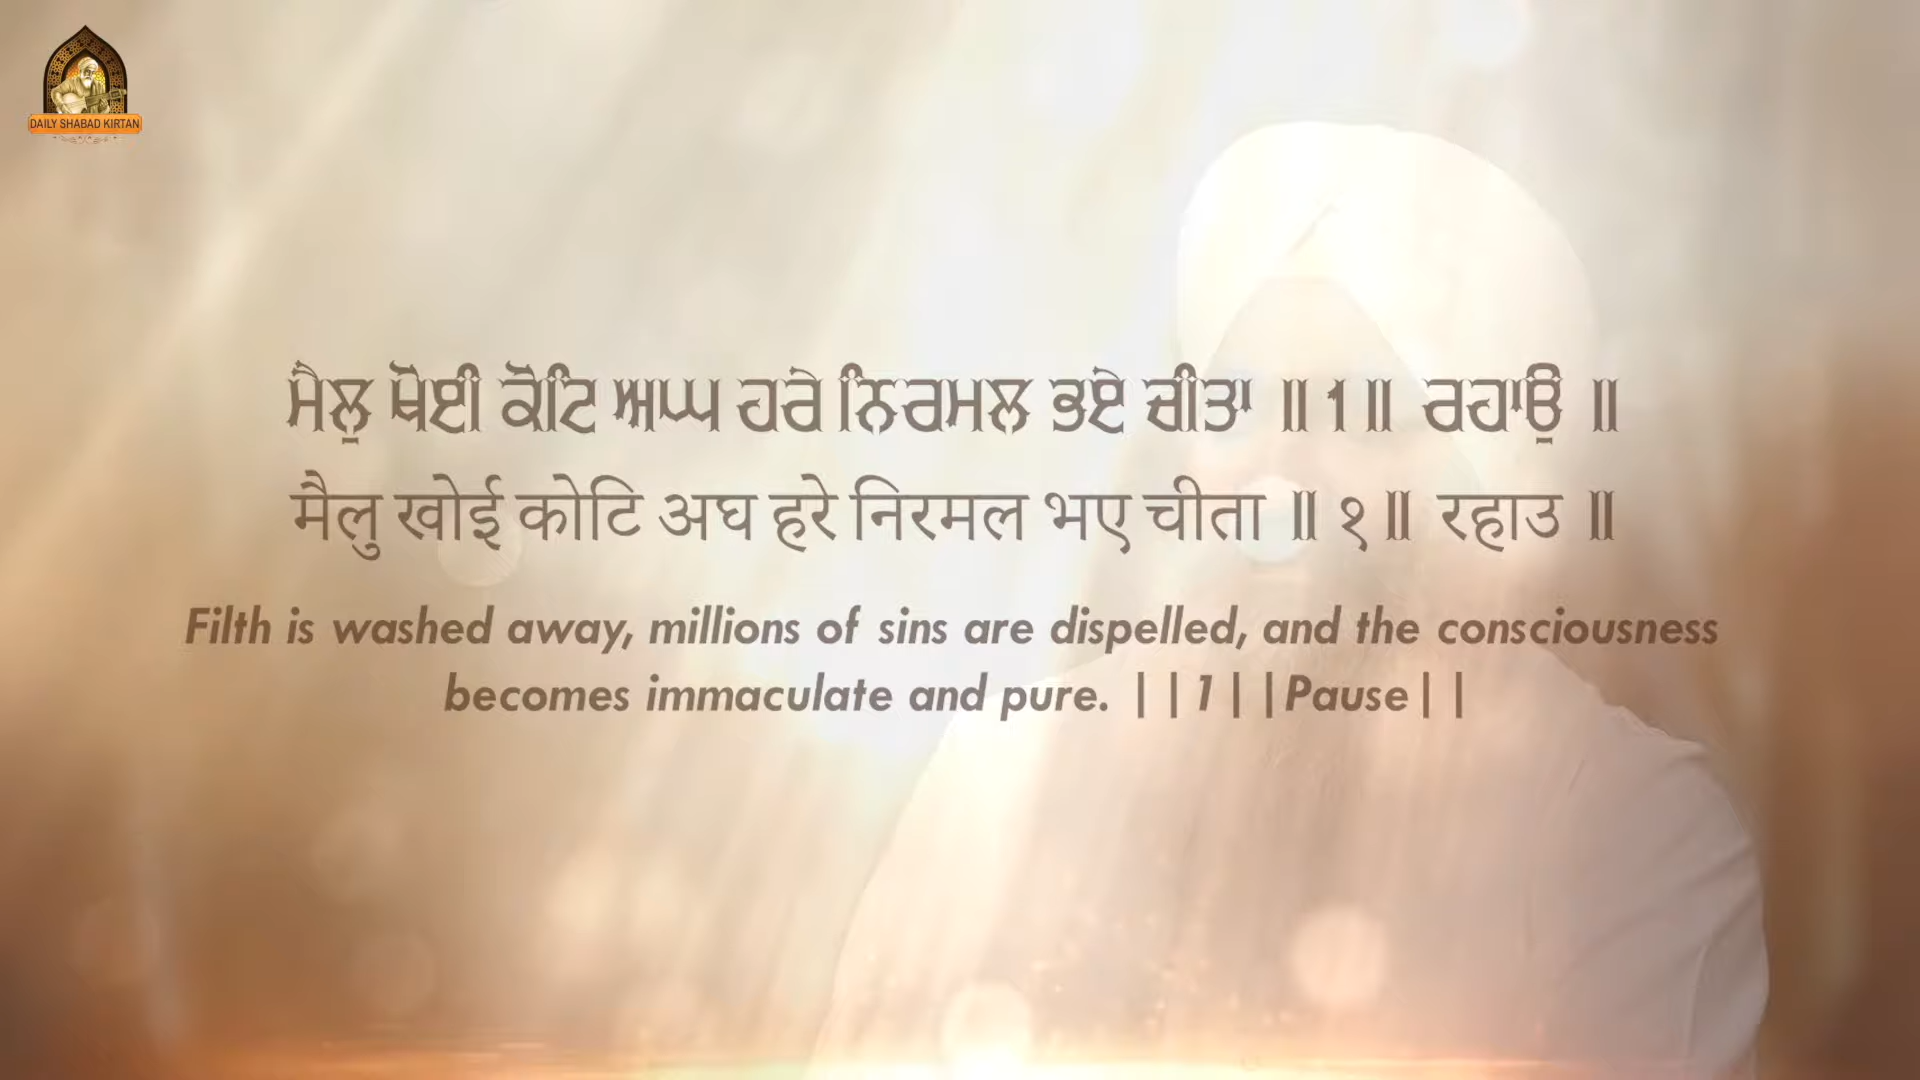 DAILY SHABAD KIRTAN
ਮੈਲੁ ਖੋਈ ਕੋਟਿ ਅਘ ਹਰੇ ਨਿਰਮਲ ਭਏ ਚੀਤਾ ॥ 1 ॥ ਰਹਾਉ ॥
मैलु खोई कोटि अघ हरे निरमल भए चीता ॥ १ ॥ रहाउ ॥
Filth is washed away, millions of sins are dispelled, and the consciousness
becomes immaculate and pure. ||1||Pause||